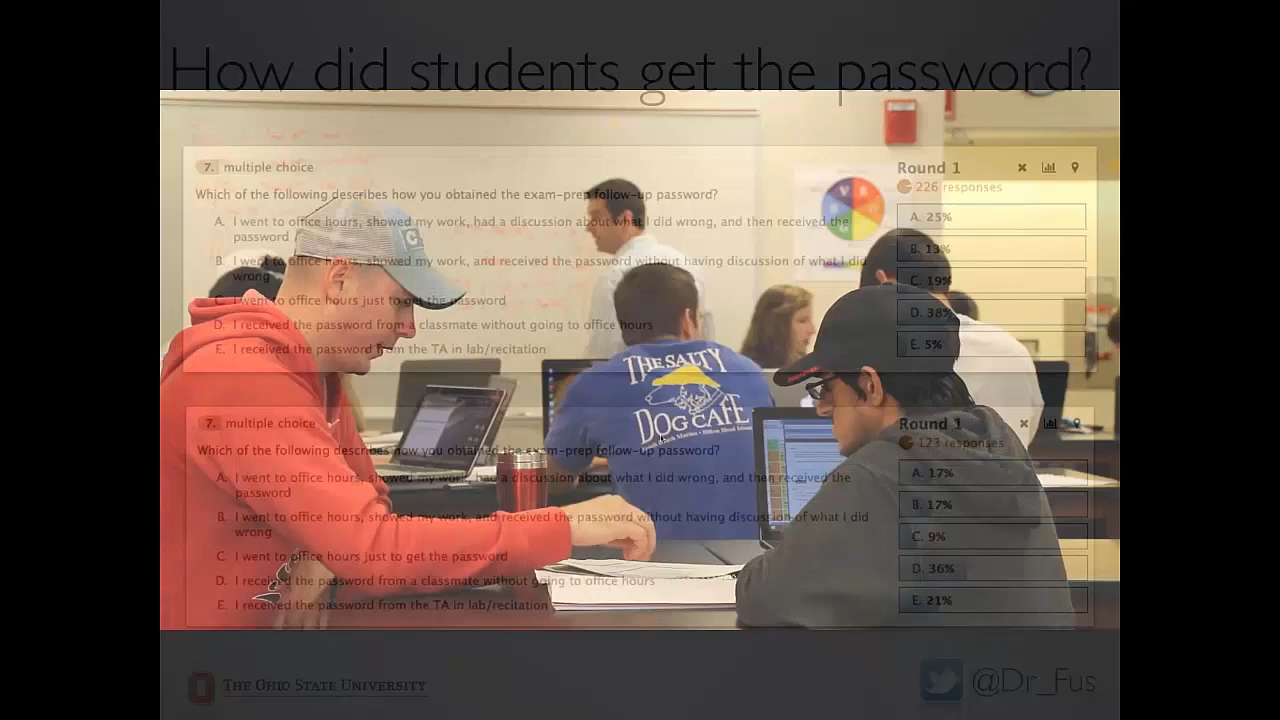 How did students get the password?
7. multiple choice
Round 1
226 responses
Which of the following describes how you obtained the exam-prep follow-up password?
A. I went to office hours, showed my work, had a discussion about what I did wrong, and then received the
password
B. I went to office hours, showed my work, and received the password without having discussion of what I did
wrong
C. I went to office hours just to get the password
D. I received the password from a classmate without going to office hours
E. I received the password from the TA in lab/recitation
A. 25%
B. 13%
C. 19%
D. 38%
E. 5%
THE SALTY
DOG CAFE
7. multiple choice
Round 1
123 responses
Which of the following describes how you obtained the exam-prep follow-up password?
A. I went to office hours, showed my work, had a discussion about what I did wrong, and then received the
password
B. I went to office hours, showed my work, and received the password without having discussion of what I did
wrong
C. I went to office hours just to get the password
D. I received the password from a classmate without going to office hours
E. I received the password from the TA in lab/recitation
A. 17%
B. 17%
C. 9%
D. 36%
E. 21%
THE OHIO STATE UNIVERSITY
@Dr_Fus